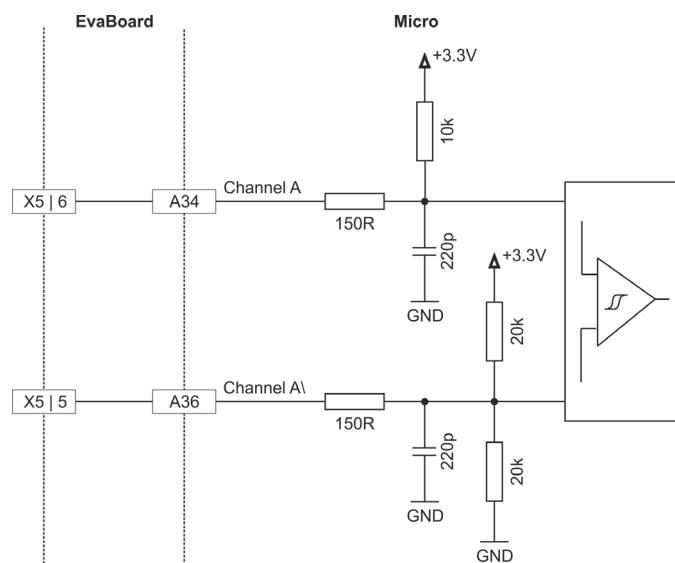 EvaBoard Micro
+3.3V
10k
X5 | 6 A34 Channel A
150R
220p
+3.3V
GND
20k
X5 | 5 A36 Channel A\
150R
220p
20k
GND
GND